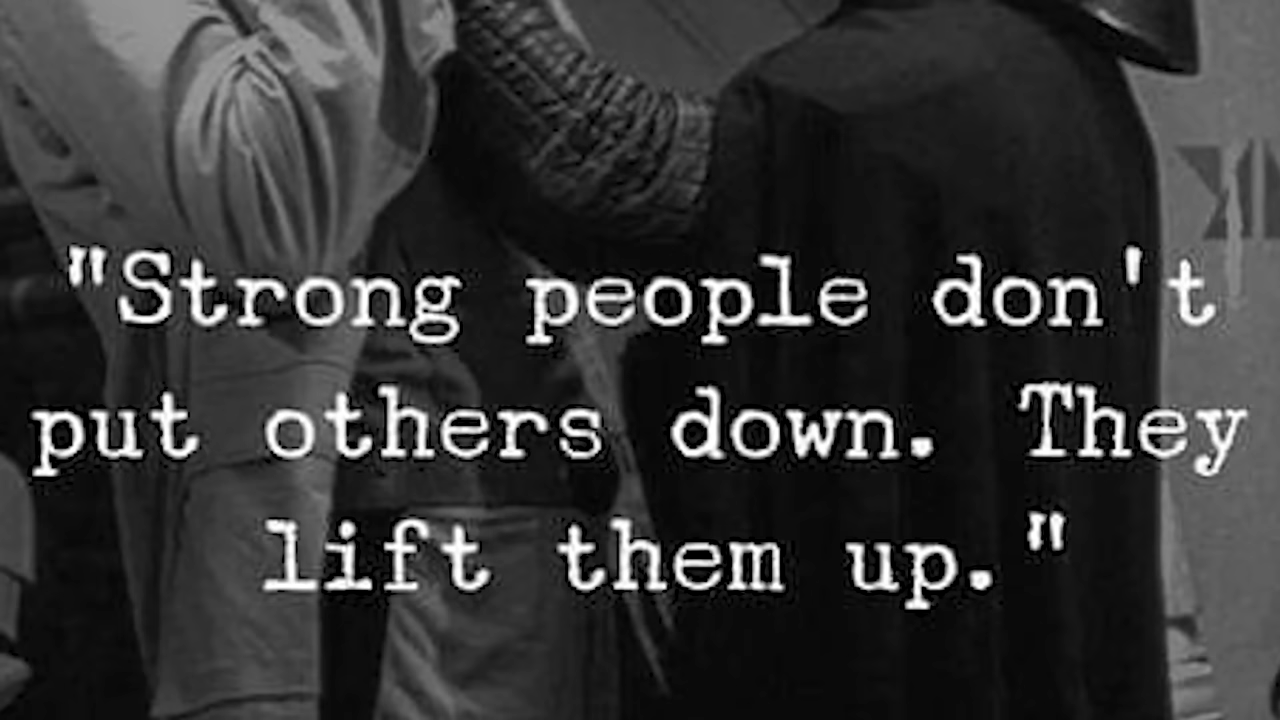 "Strong people don't
put others down. They
lift them up."